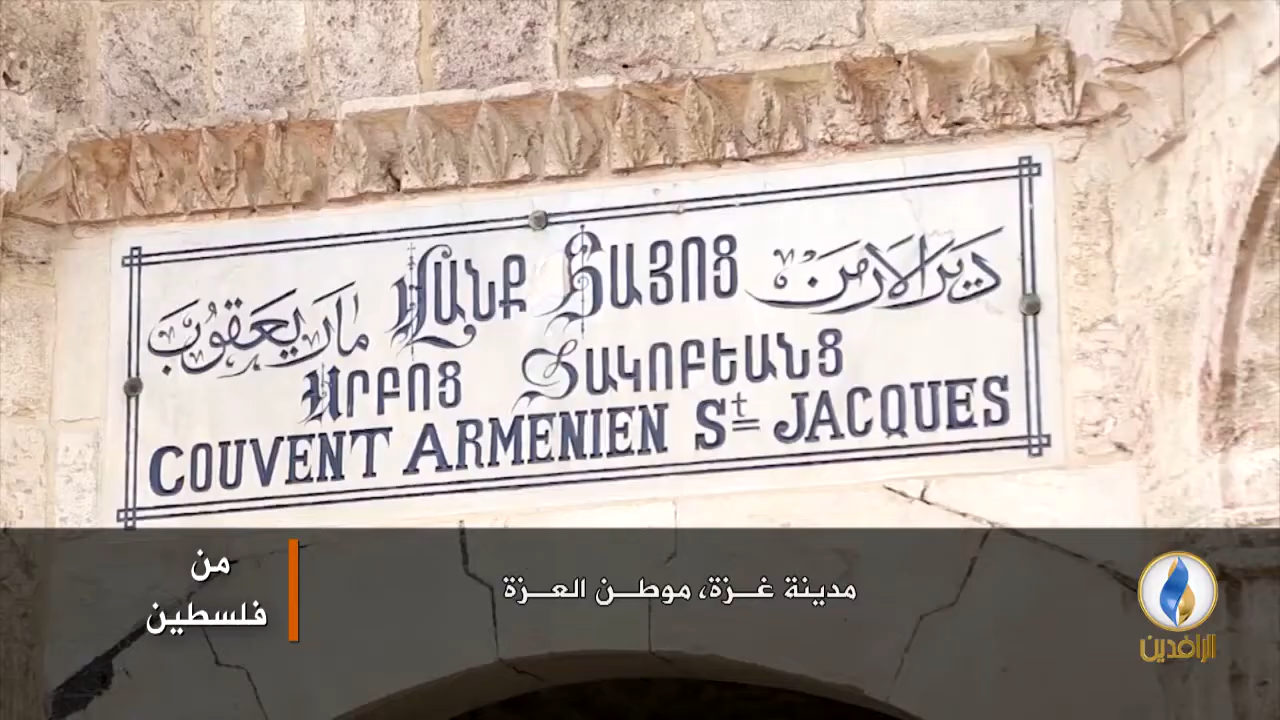 دير الارمن ՎԱՆՔ ՀԱՅՈՑ مار يعقوب
ՍՐԲՈՑ ՅԱԿՈԲԵԱՆՑ
COUVENT ARMENIEN St JACQUES
من
فلسطين
مدينة غزة، موطن العزة
الرافدين